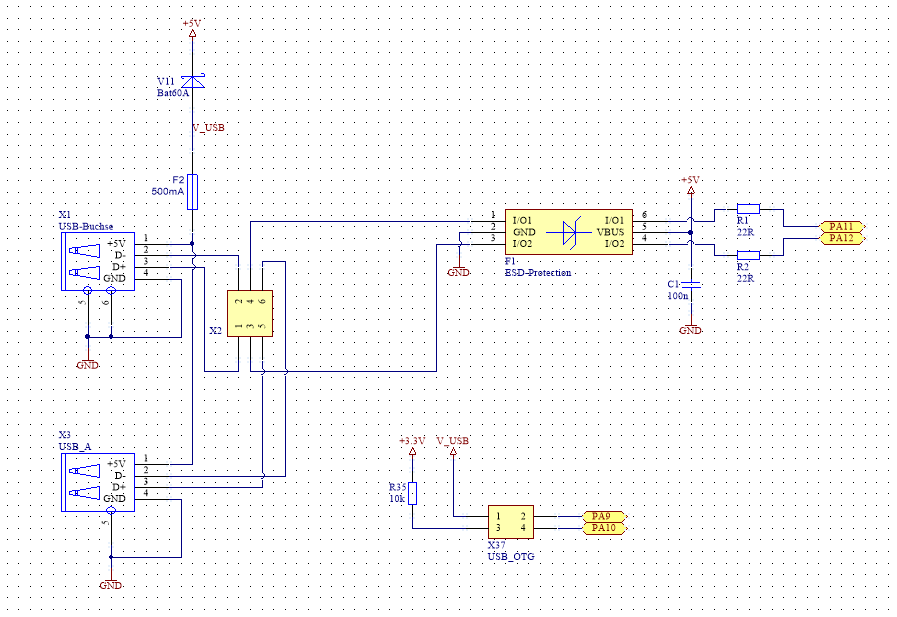 +5V
V11
Bat60A
V_USB
F2
500mA
+5V
X1
USB-Buchse
+5V 1
D- 2
D+ 3
GND 4
5 6
GND
1 I/O1 I/O1 6
2 GND VBUS 5
3 I/O2 I/O2 4
GND
F1
ESD-Protection
R1
22R
PA11
PA12
R2
22R
C1
100n
GND
2 4 6
1 3 5
X2
X3
USB_A
+5V 1
D- 2
D+ 3
GND 4
5
GND
+3.3V V_USB
R35
10k
1 2 PA9
3 4 PA10
X37
USB_OTG